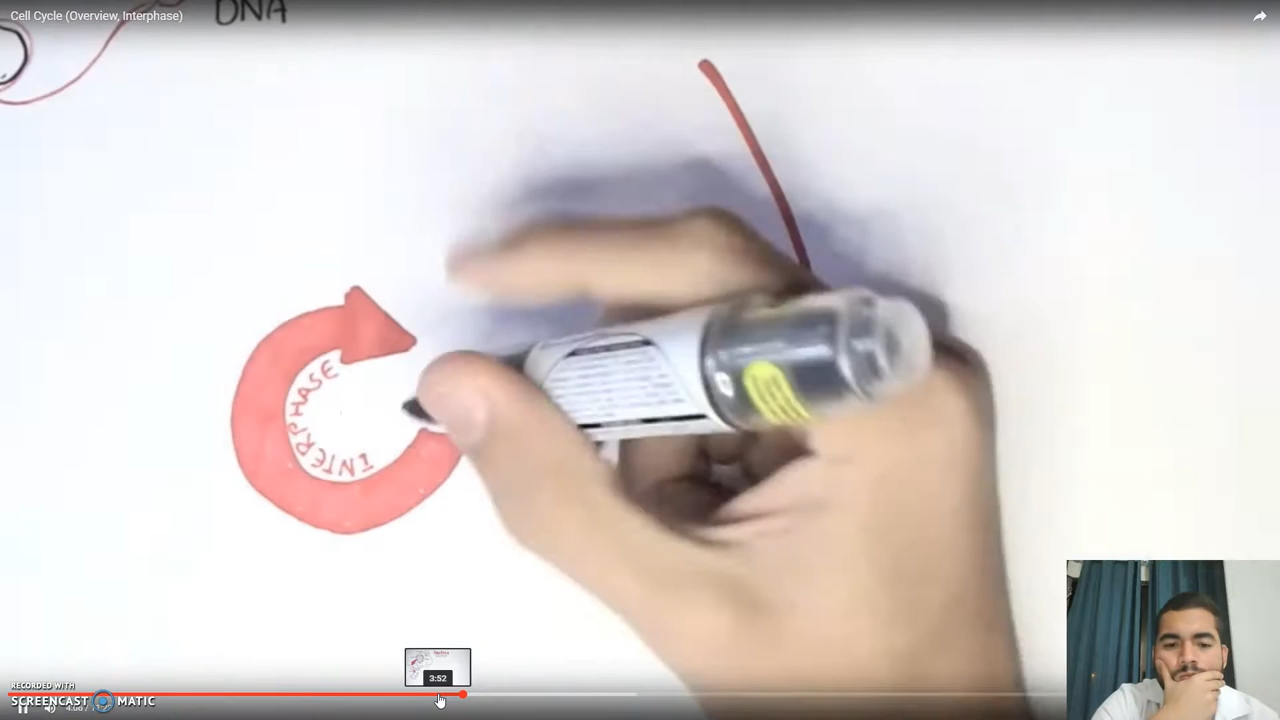 Cell Cycle (Overview, Interphase)
DNA
INTERPHASE
3:52
RECORDED WITH
SCREENCAST MATIC